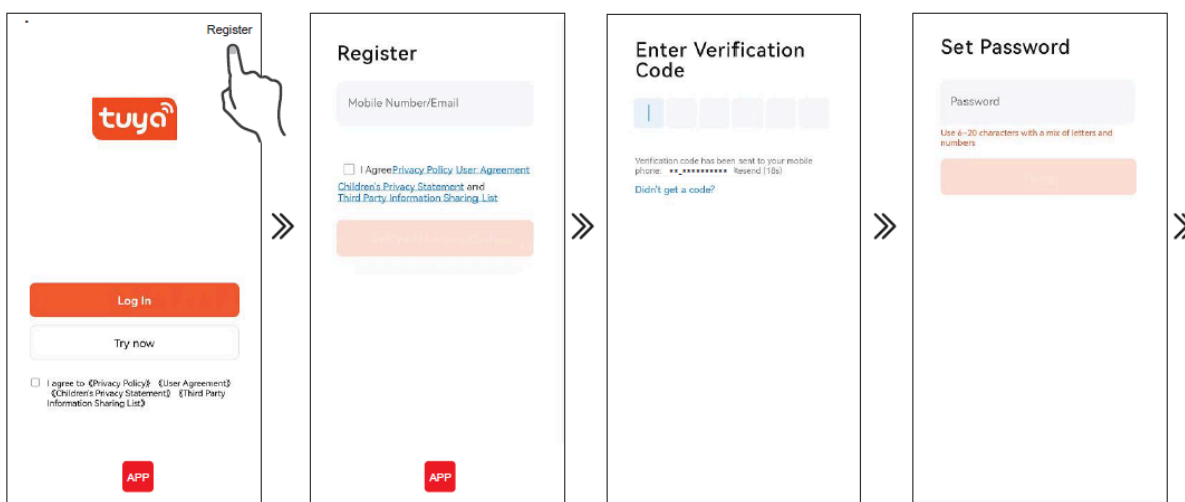 Register
tuya
Log In
Try now
I agree to 《Privacy Policy》 《User Agreement》
《Children's Privacy Statement》 《Third Party
Information Sharing List》
APP
Register
Mobile Number/Email
I AgreePrivacy Policy User Agreement
Children's Privacy Statement and
Third Party Information Sharing List
APP
Enter Verification
Code
Verification code has been sent to your mobile
phone: **_********** Resend (18s)
Didn't get a code?
Set Password
Password
Use 6-20 characters with a mix of letters and
numbers